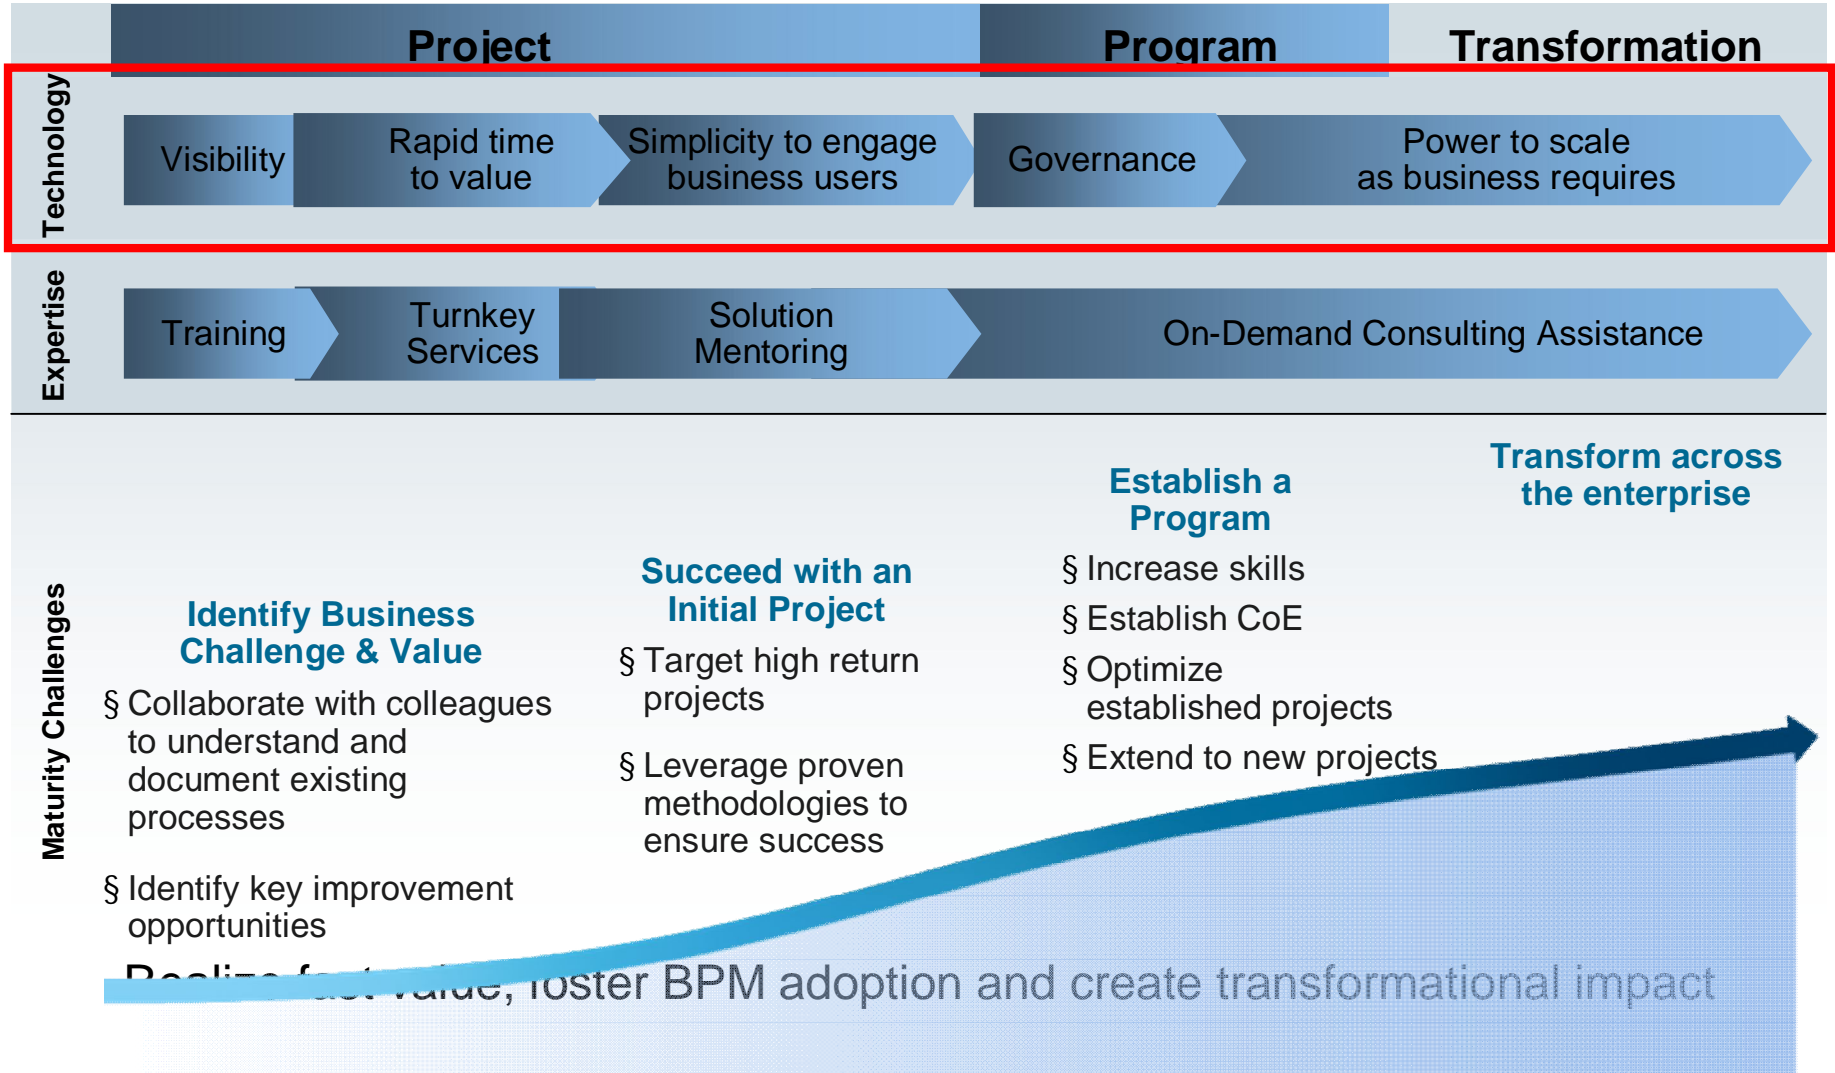 Project
Program
Transformation
Technology
Visibility
Rapid time
to value
Simplicity to engage
business users
Governance
Power to scale
as business requires
Expertise
Training
Turnkey
Services
Solution
Mentoring
On-Demand Consulting Assistance
Maturity Challenges
Identify Business
Challenge & Value
§ Collaborate with colleagues
to understand and
document existing
processes
§ Identify key improvement
opportunities
Succeed with an
Initial Project
§ Target high return
projects
§ Leverage proven
methodologies to
ensure success
Establish a
Program
§ Increase skills
§ Establish CoE
§ Optimize
established projects
§ Extend to new projects
Transform across
the enterprise
Realize fast value, foster BPM adoption and create transformational impact